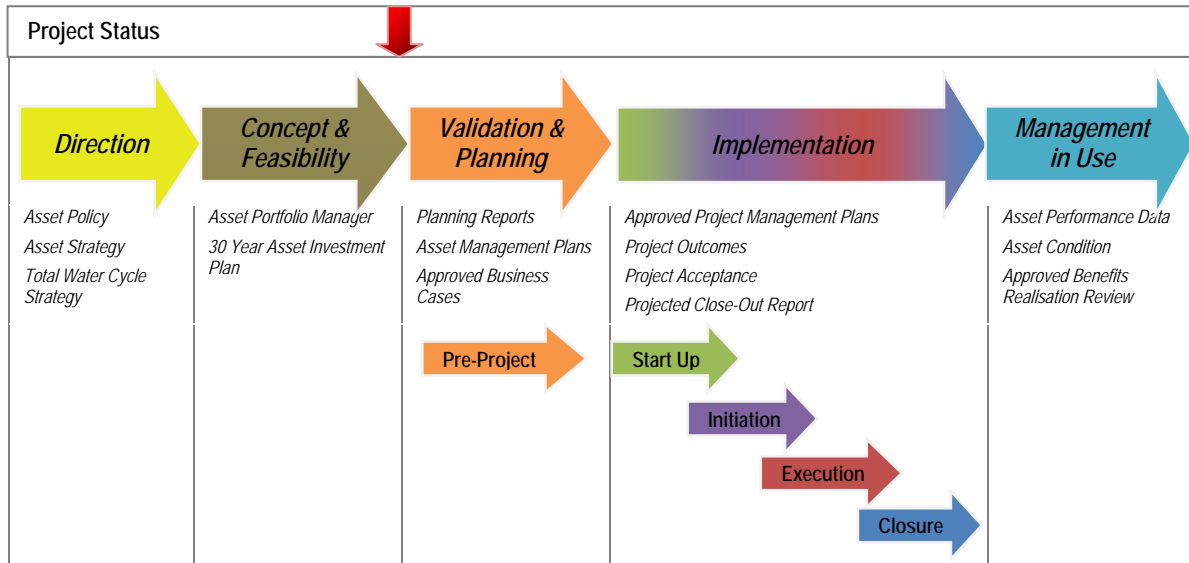 Project Status
Direction
Concept &
Feasibility
Validation &
Planning
Implementation
Management
in Use
Asset Policy
Asset Strategy
Total Water Cycle
Strategy
Asset Portfolio Manager
30 Year Asset Investment
Plan
Planning Reports
Asset Management Plans
Approved Business
Cases
Approved Project Management Plans
Project Outcomes
Project Acceptance
Projected Close-Out Report
Asset Performance Data
Asset Condition
Approved Benefits
Realisation Review
Pre-Project
Start Up
Initiation
Execution
Closure